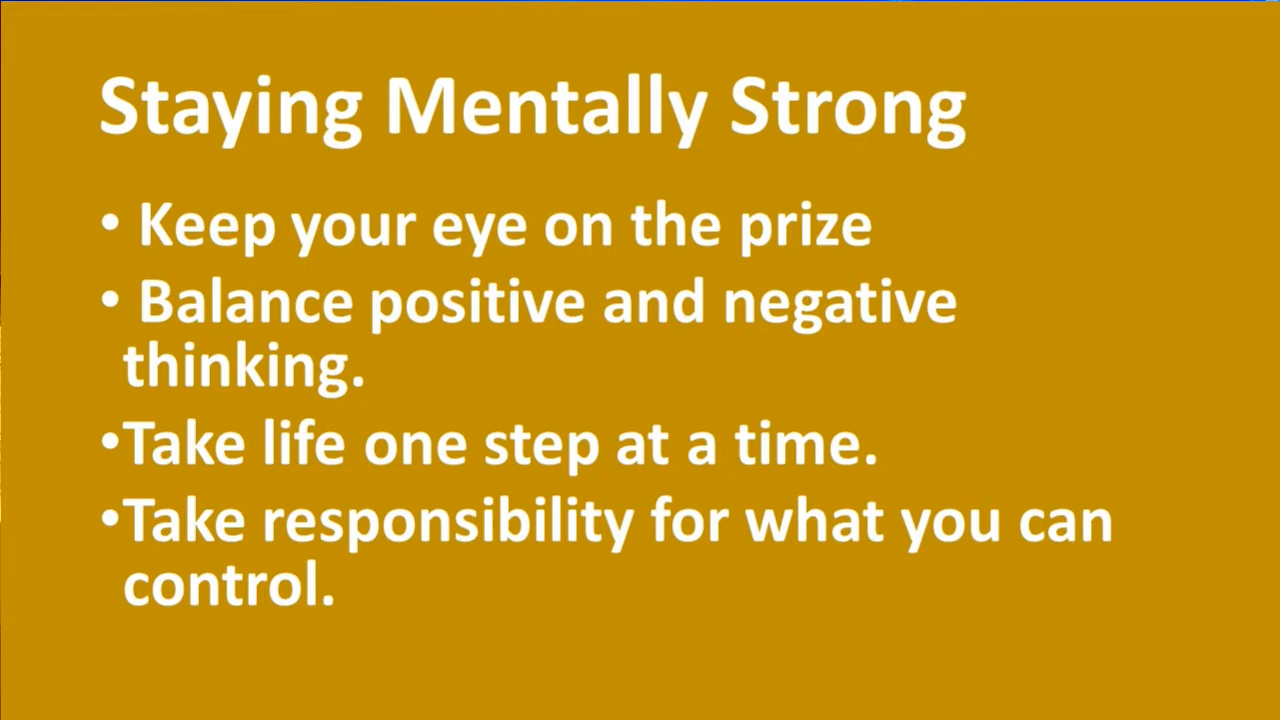 Staying Mentally Strong
• Keep your eye on the prize
• Balance positive and negative
thinking.
•Take life one step at a time.
•Take responsibility for what you can
control.